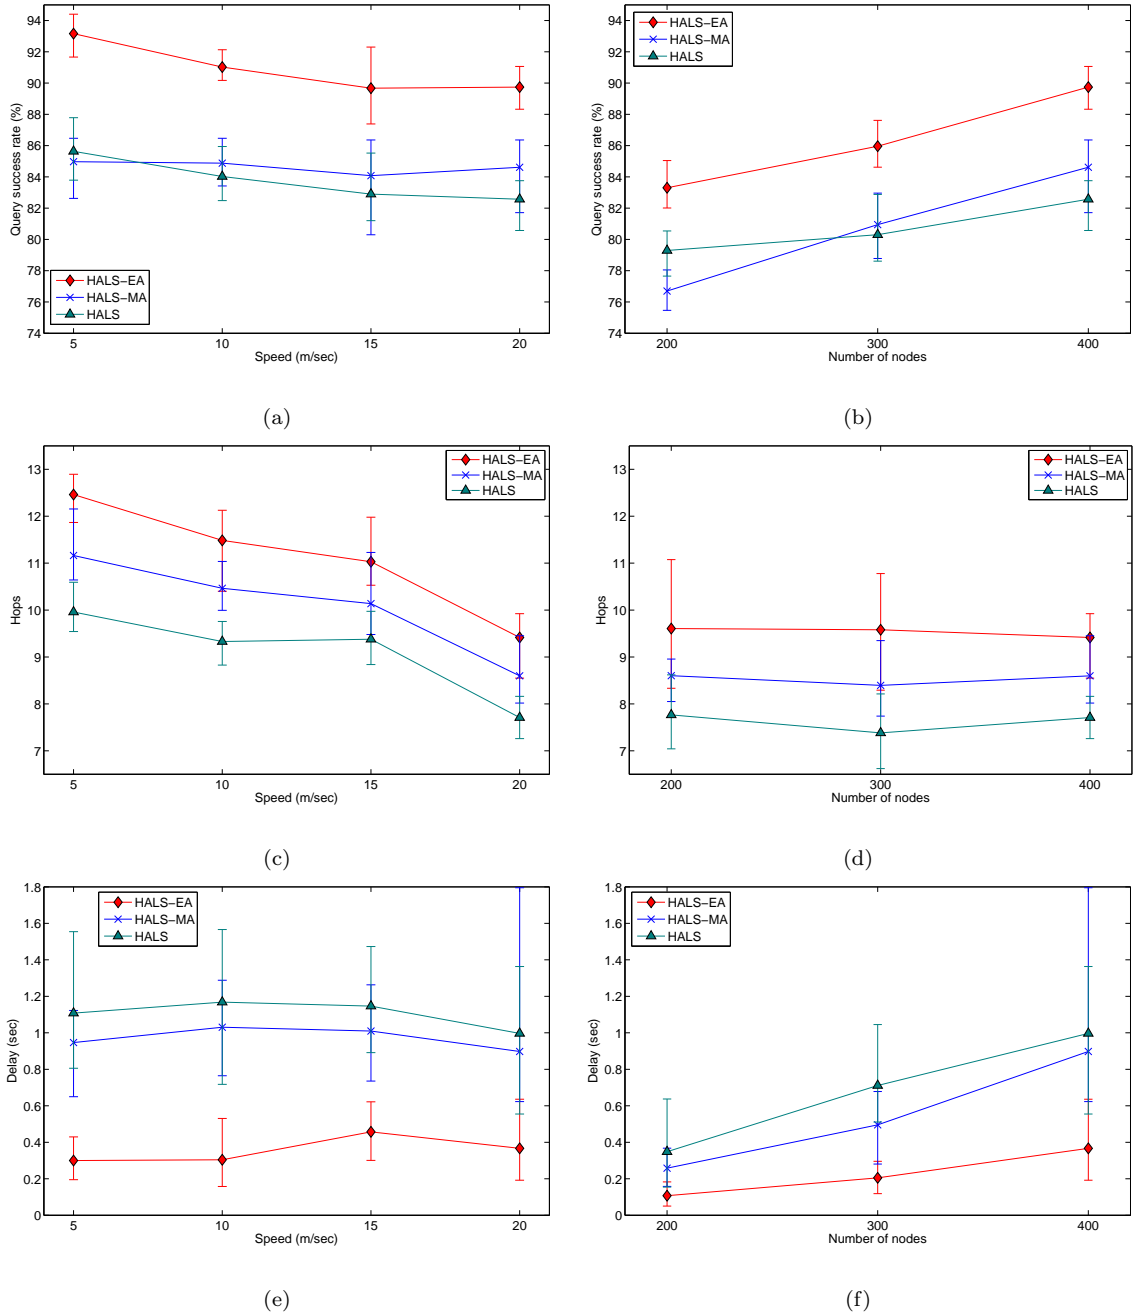 94
92
90
88
86
84
82
80
78
76
74
Query success rate (%)
HALS−EA
HALS−MA
HALS
5 10 15 20
Speed (m/sec)
(a)
94
92
90
88
86
84
82
80
78
76
74
Query success rate (%)
HALS−EA
HALS−MA
HALS
200 300 400
Number of nodes
(b)
13
12
11
10
9
8
7
Hops
HALS−EA
HALS−MA
HALS
5 10 15 20
Speed (m/sec)
(c)
13
12
11
10
9
8
7
Hops
HALS−EA
HALS−MA
HALS
200 300 400
Number of nodes
(d)
1.8
1.6
1.4
1.2
1
0.8
0.6
0.4
0.2
0
Delay (sec)
HALS−EA
HALS−MA
HALS
5 10 15 20
Speed (m/sec)
(e)
1.8
1.6
1.4
1.2
1
0.8
0.6
0.4
0.2
0
Delay (sec)
HALS−EA
HALS−MA
HALS
200 300 400
Number of nodes
(f)